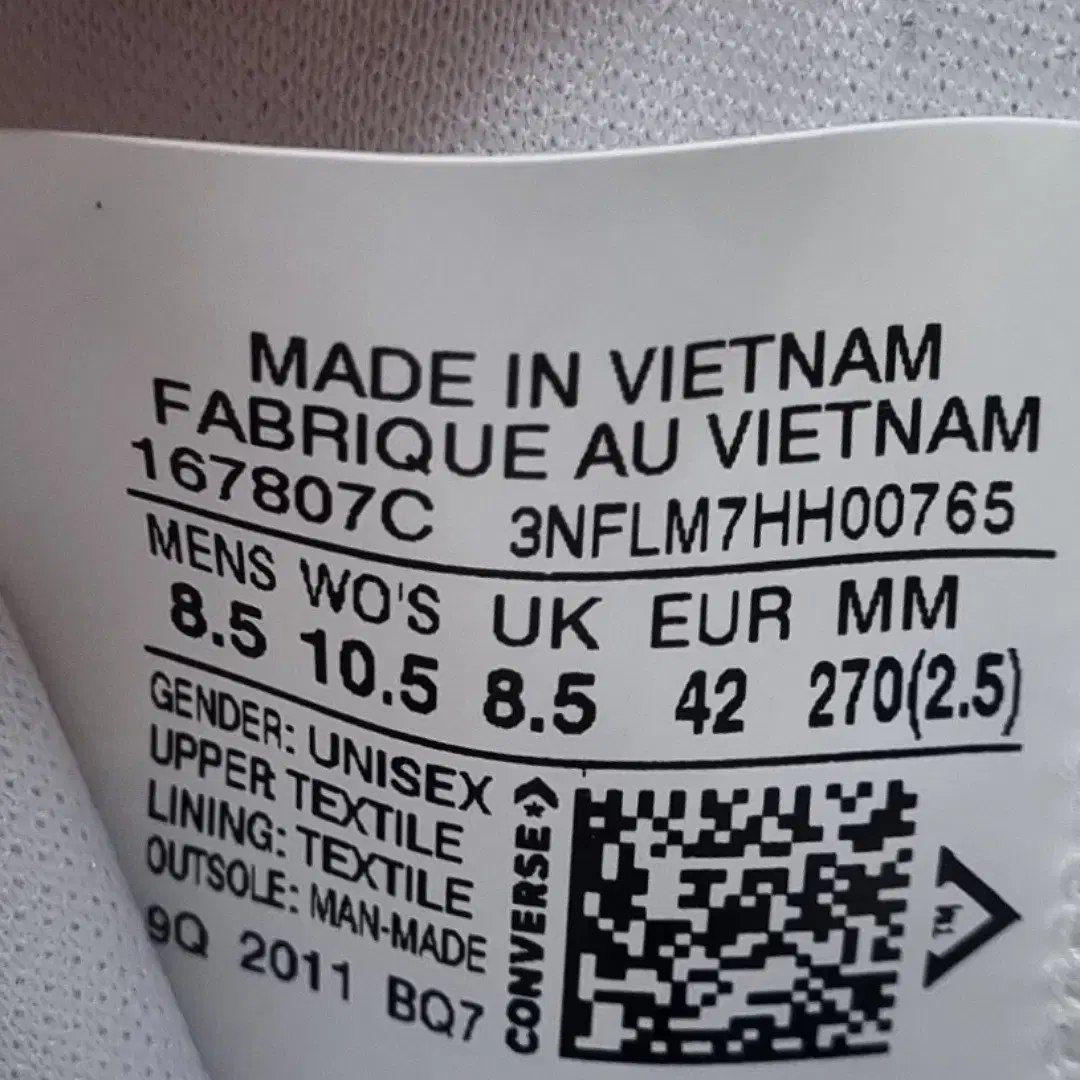 MADE IN VIETNAM
FABRIQUE AU VIETNAM
167807C 3NFLM7HH00765
MENS WO'S UK EUR MM
8.5 10.5 8.5 42 270(2.5)
GENDER: UNISEX
UPPER TEXTILE
LINING: TEXTILE
OUTSOLE: MAN-MADE
9Q 2011 BQ7
CONVERSE
TM